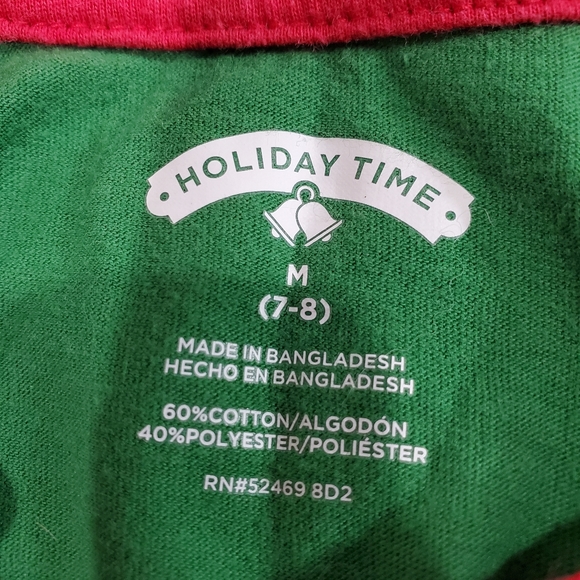 HOLIDAY TIME
M
(7-8)
MADE IN BANGLADESH
HECHO EN BANGLADESH
60%COTTON/ALGODÓN
40%POLYESTER/POLIÉSTER
RN#52469 8D2